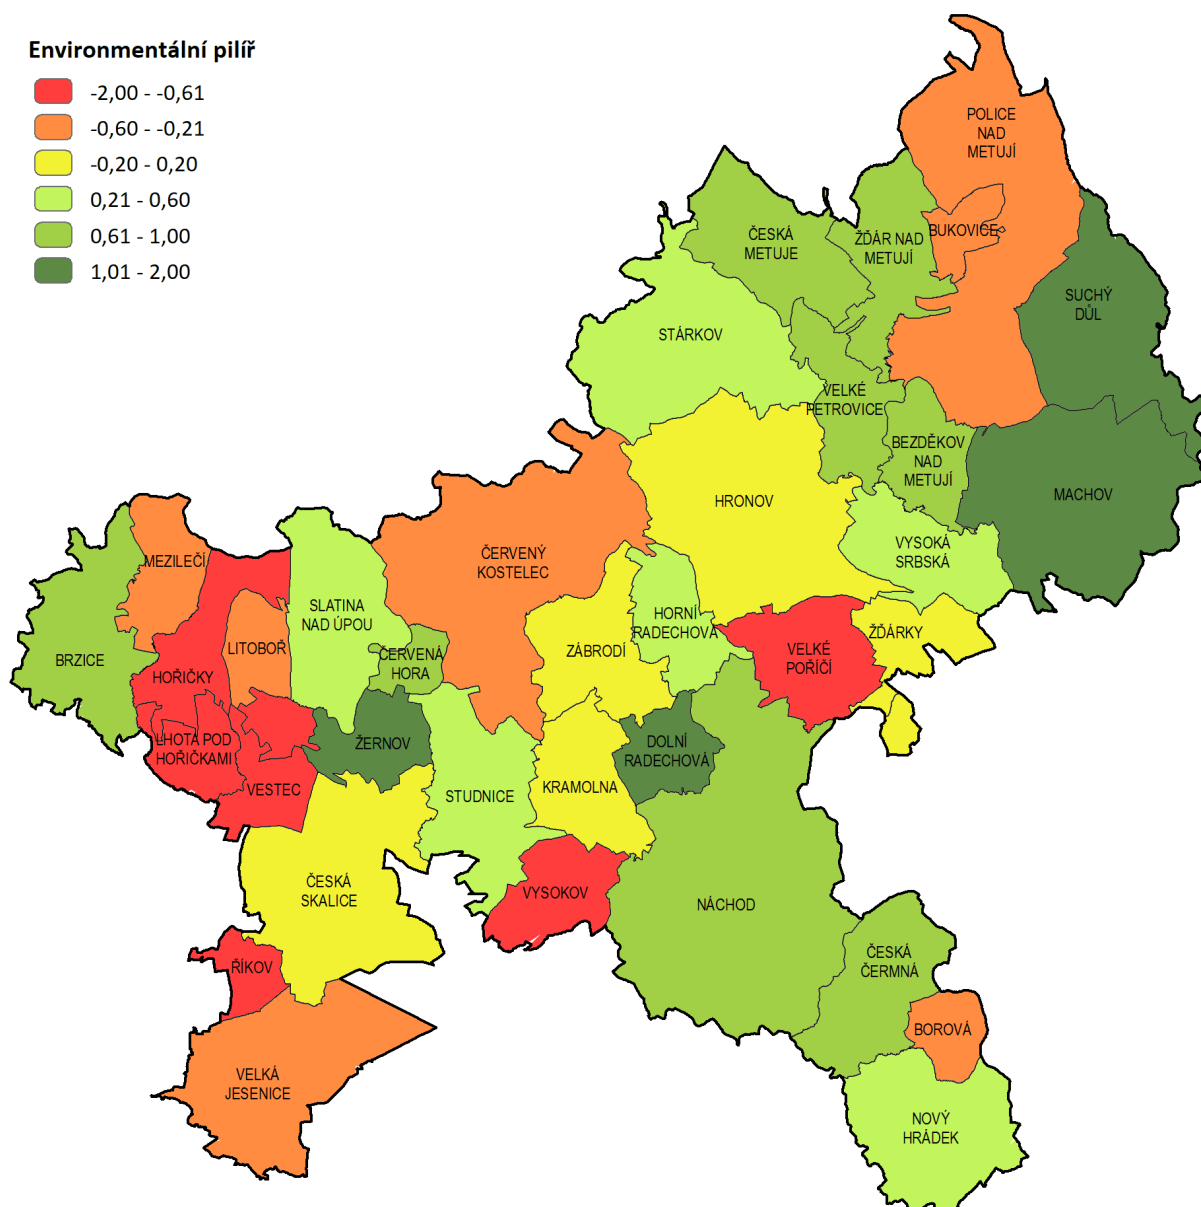 Environmentální pilíř
-2,00 - -0,61
-0,60 - -0,21
-0,20 - 0,20
0,21 - 0,60
0,61 - 1,00
1,01 - 2,00
POLICE
NAD
METUJÍ
BUKOVICE
ČESKÁ
METUJE
ŽĎÁR NAD
METUJÍ
SUCHÝ
DŮL
STÁRKOV
VELKÉ
PETROVICE
BEZDĚKOV
NAD
METUJÍ
MACHOV
HRONOV
VYSOKÁ
SRBSKÁ
ČERVENÝ
KOSTELEC
MEZILEČÍ
SLATINA
NAD ÚPOU
HORNÍ
RADECHOVÁ
ŽĎÁRKY
BRZICE
LITOBOŘ
ČERVENÁ
HORA
ZÁBRODÍ
VELKÉ
POŘÍČÍ
HOŘIČKY
LHOTA POD
HOŘIČKAMI
ŽERNOV
DOLNÍ
RADECHOVÁ
VESTEC
STUDNICE
KRAMOLNA
ČESKÁ
SKALICE
VYSOKOV
NÁCHOD
ŘÍKOV
ČESKÁ
ČERMNÁ
BOROVÁ
VELKÁ
JESENICE
NOVÝ
HRÁDEK